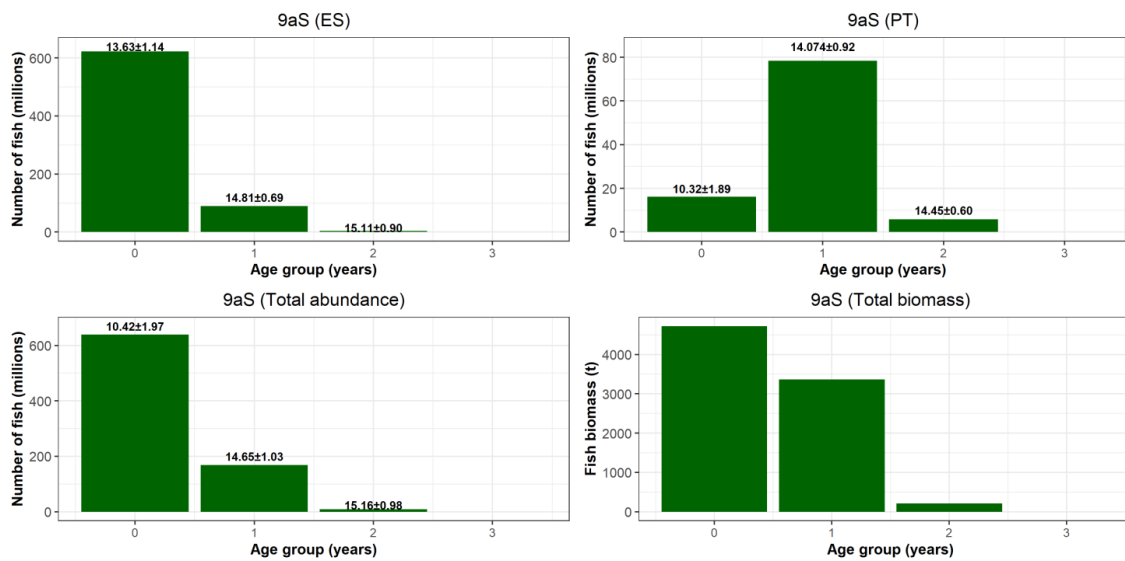 9aS (ES)
Number of fish (millions)
600
400
200
0
13.63±1.14
14.81±0.69
15.11±0.90
0 1 2 3
Age group (years)
9aS (PT)
Number of fish (millions)
80
60
40
20
0
10.32±1.89
14.074±0.92
14.45±0.60
0 1 2 3
Age group (years)
9aS (Total abundance)
Number of fish (millions)
600
400
200
0
10.42±1.97
14.65±1.03
15.16±0.98
0 1 2 3
Age group (years)
9aS (Total biomass)
Fish biomass (t)
4000
3000
2000
1000
0
0 1 2 3
Age group (years)